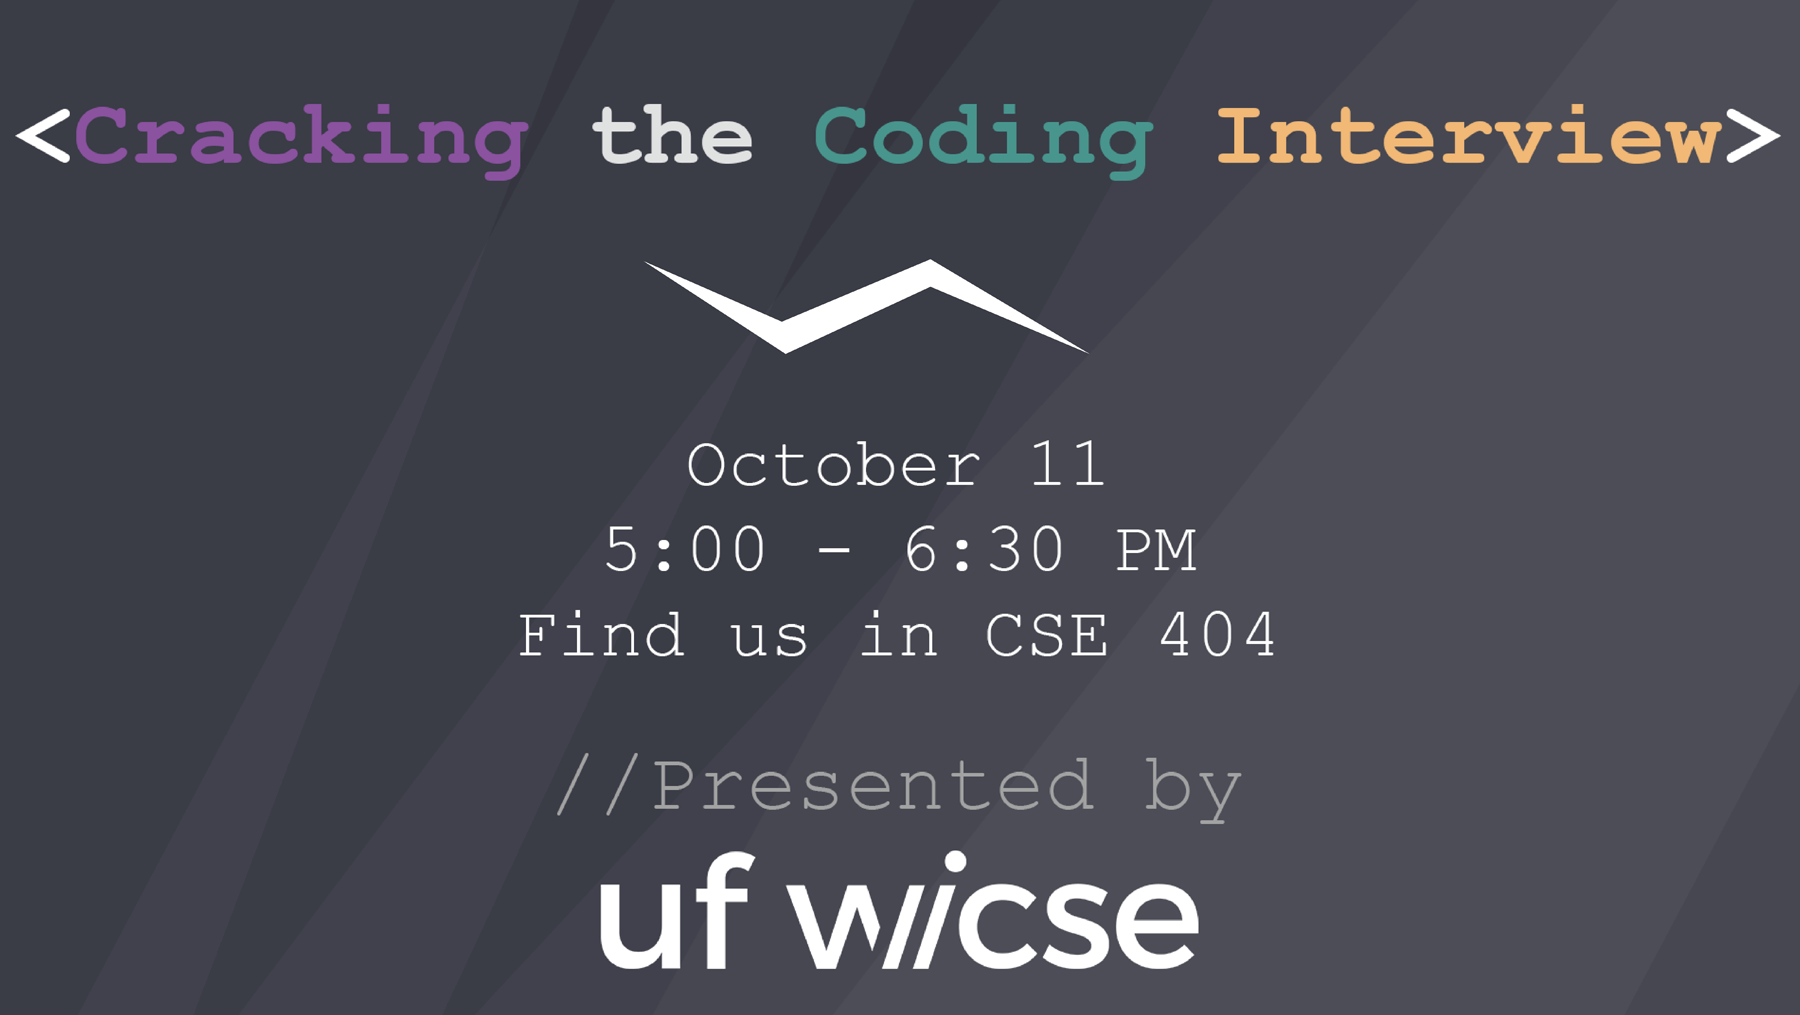 <Cracking the Coding Interview>
October 11
5:00 - 6:30 PM
Find us in CSE 404
//Presented by
uf wicse